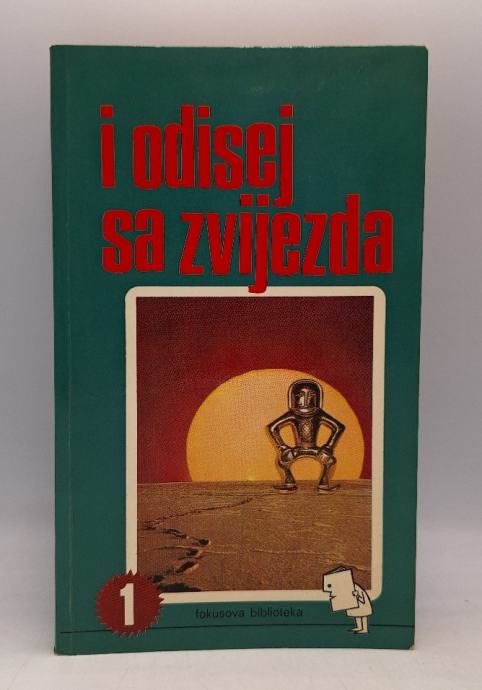 i odisej
sa zvijezda
1
fokusova biblioteka